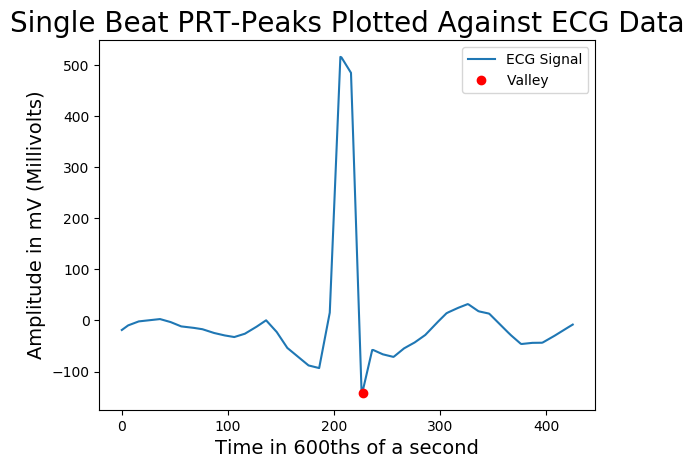 Single Beat PRT-Peaks Plotted Against ECG Data
ECG Signal
Valley
Amplitude in mV (Millivolts)
500
400
300
200
100
0
−100
0 100 200 300 400
Time in 600ths of a second